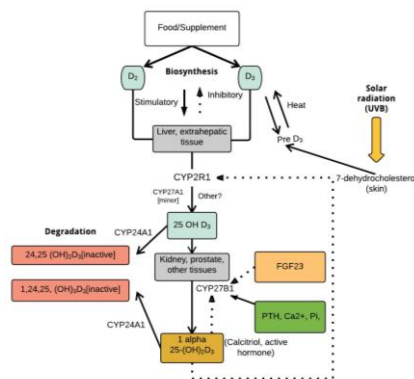 Food/Supplement
D2
Biosynthesis
D3
Stimulatory
Inhibitory
Solar
radiation
(UVB)
Heat
Pre D3
Liver, extrahepatic
tissue
CYP2R1
7-dehydrocholestero
(skin)
CYP27A1
[minor]
Other?
Degradation
CYP24A1
25 OH D3
24,25 (OH)2D3[inactive]
Kidney, prostate,
other tissues
FGF23
1,24,25, (OH)3D3[inactive]
CYP27B1
PTH, Ca2+, Pi,
CYP24A1
1 alpha
25-(OH)2D3
(Calcitriol, active
hormone)